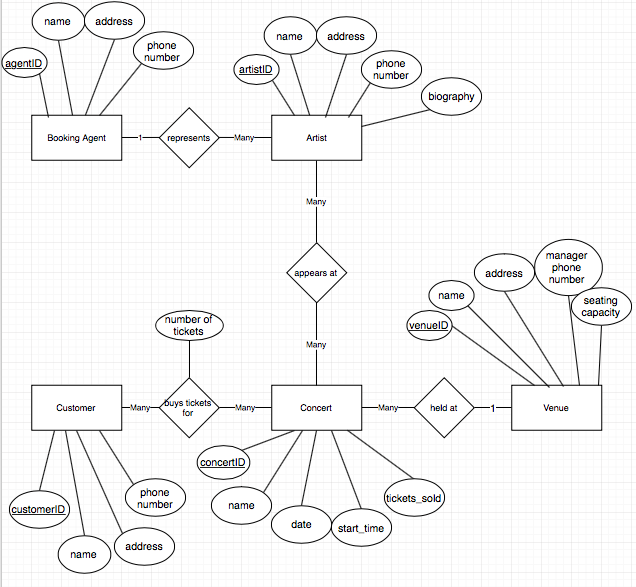 name
address
agentID
phone
number
name
address
artistID
phone
number
biography
Booking Agent
1
represents
Many
Artist
Many
appears at
manager
phone
number
address
name
seating
capacity
venueID
number of
tickets
Many
Customer
Many
buys tickets
for
Many
Concert
Many
held at
1
Venue
concertID
customerID
phone
number
name
tickets_sold
date
start_time
name
address